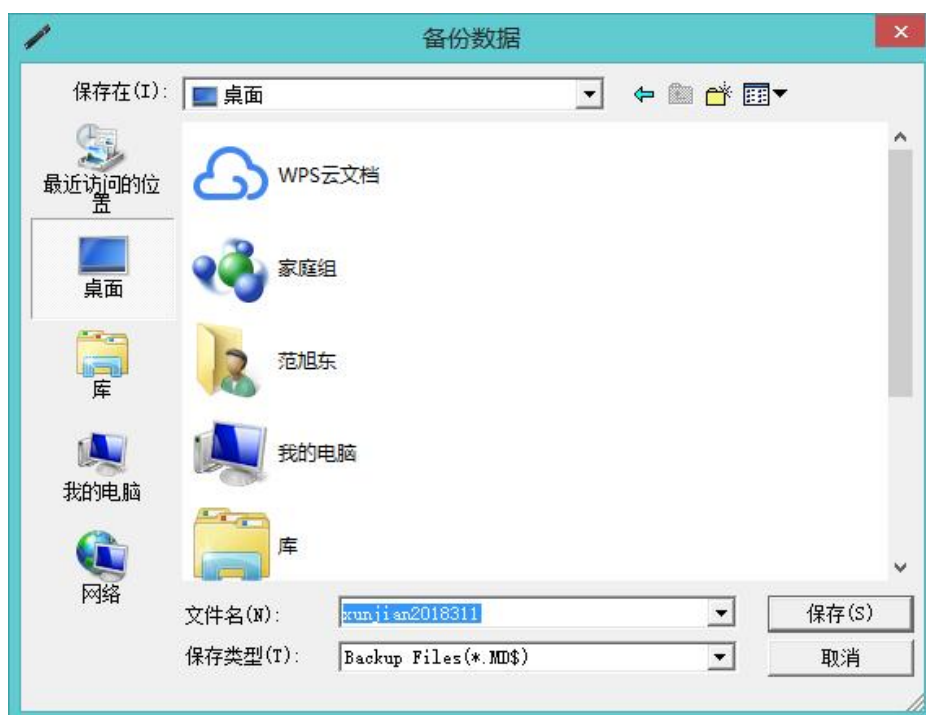 备份数据
保存在(I):
桌面
最近访问的位
置
桌面
库
我的电脑
网络
WPS云文档
家庭组
范旭东
我的电脑
库
文件名(N):
xunjian2018311
保存(S)
保存类型(T):
Backup Files(*.MD$)
取消